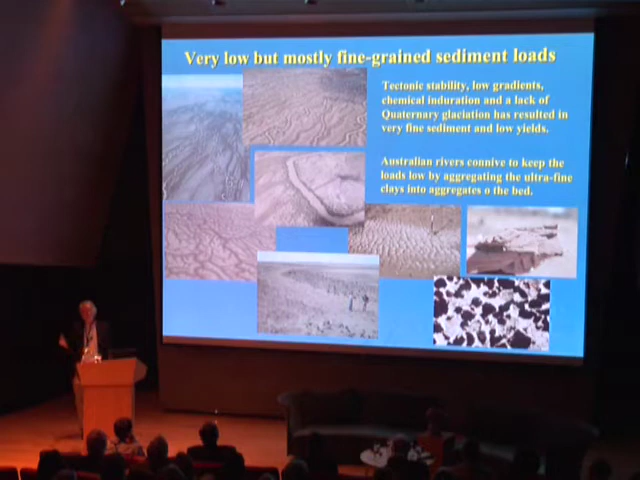 Very low but mostly fine-grained sediment loads
Tectonic stability, low gradients,
chemical induration and a lack of
Quaternary glaciation has resulted in
very fine sediment and low yields.
Australian rivers connive to keep the
loads low by aggregating the ultra-fine
clays into aggregates o the bed.